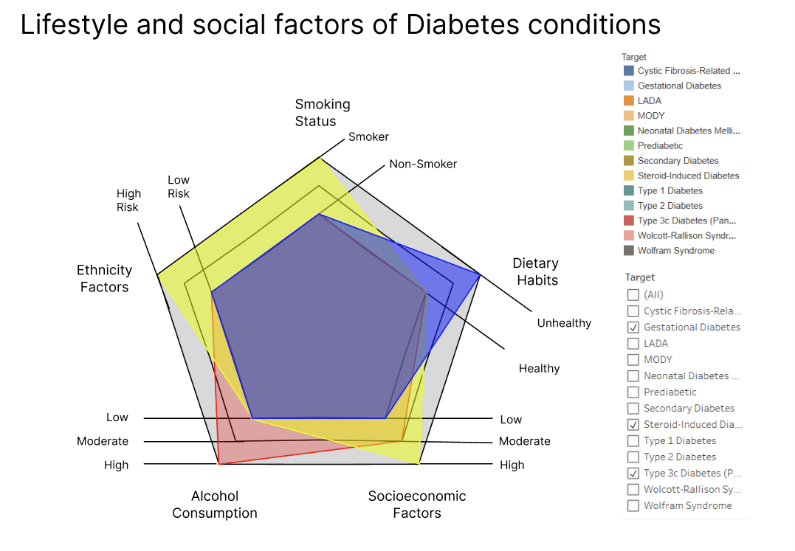 Lifestyle and social factors of Diabetes conditions
Smoking
Status
Smoker
Non-Smoker
Low
Risk
High
Risk
Ethnicity
Factors
Dietary
Habits
Unhealthy
Healthy
Low
Moderate
High
Low
Moderate
High
Alcohol
Consumption
Socioeconomic
Factors
Target
Cystic Fibrosis-Related ...
Gestational Diabetes
LADA
MODY
Neonatal Diabetes Melli...
Prediabetic
Secondary Diabetes
Steroid-Induced Diabetes
Type 1 Diabetes
Type 2 Diabetes
Type 3c Diabetes (Pan...
Wolcott-Rallison Syndr...
Wolfram Syndrome
Target
(All)
Cystic Fibrosis-Rela...
Gestational Diabetes
LADA
MODY
Neonatal Diabetes ...
Prediabetic
Secondary Diabetes
Steroid-Induced Dia...
Type 1 Diabetes
Type 2 Diabetes
Type 3c Diabetes (P...
Wolcott-Rallison Sy...
Wolfram Syndrome